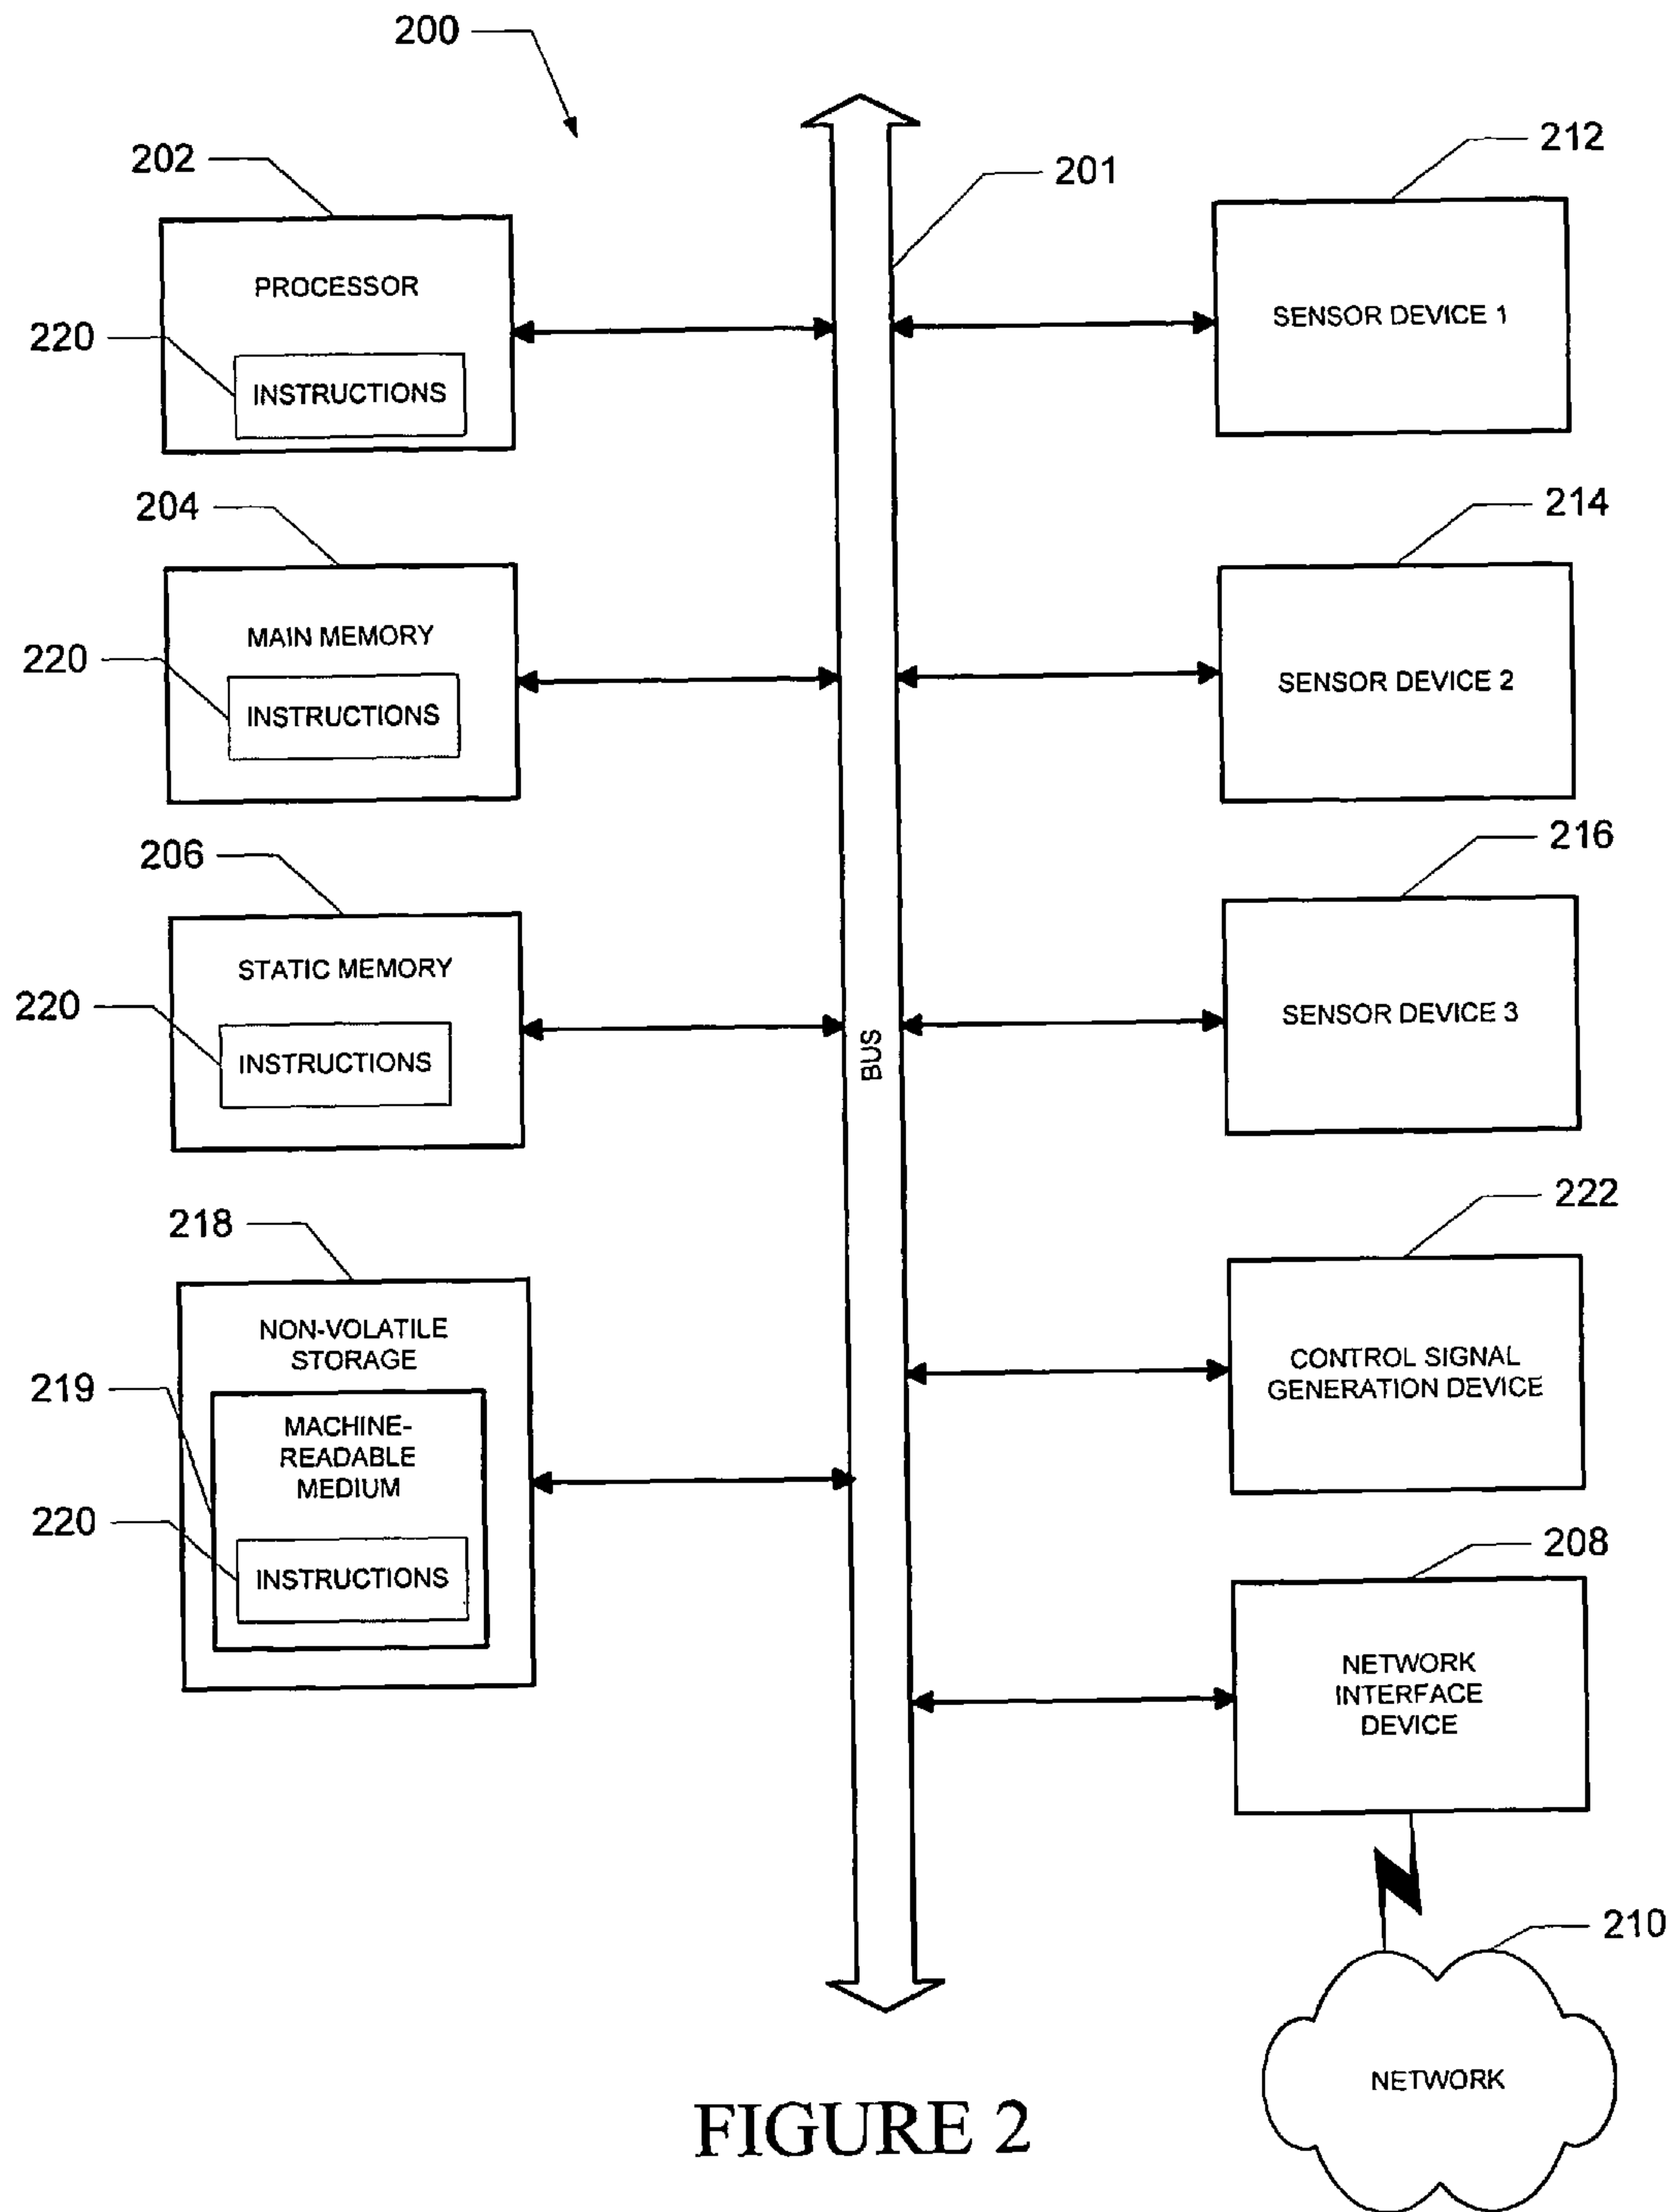 200
202
PROCESSOR
220
INSTRUCTIONS
204
MAIN MEMORY
220
INSTRUCTIONS
206
STATIC MEMORY
220
INSTRUCTIONS
218
NON-VOLATILE
STORAGE
219
MACHINE-
READABLE
MEDIUM
220
INSTRUCTIONS
201
BUS
212
SENSOR DEVICE 1
214
SENSOR DEVICE 2
216
SENSOR DEVICE 3
222
CONTROL SIGNAL
GENERATION DEVICE
208
NETWORK
INTERFACE
DEVICE
210
NETWORK
FIGURE 2